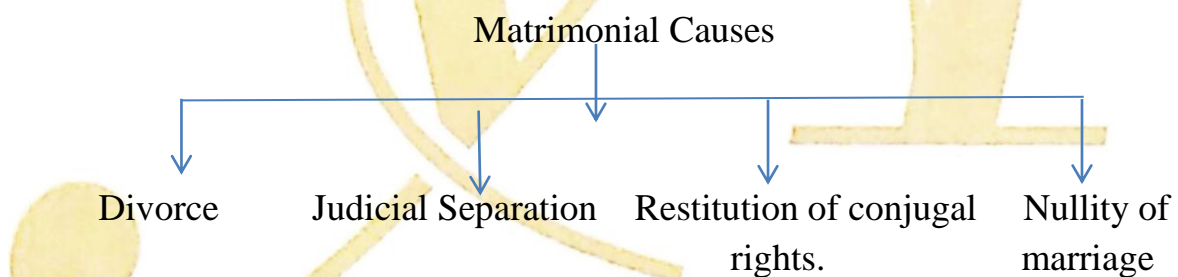 Matrimonial Causes
Divorce Judicial Separation Restitution of conjugal Nullity of
rights. marriage